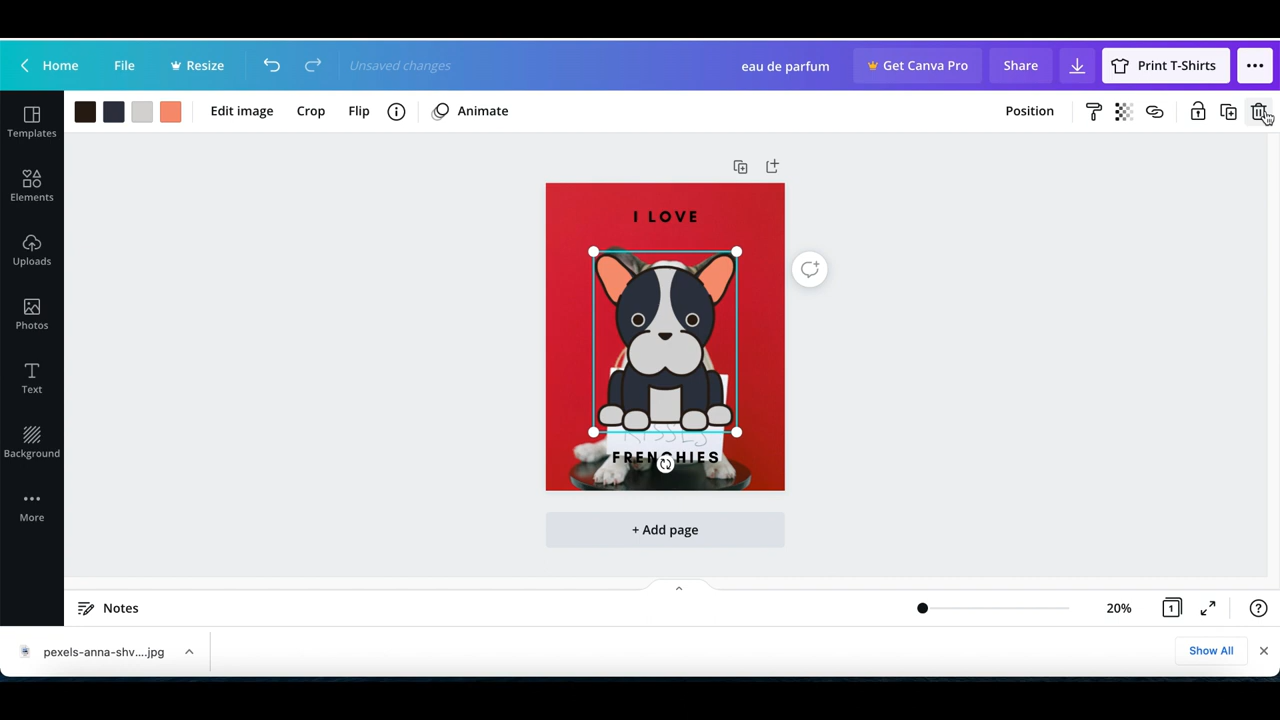 Home
File
Resize
Unsaved changes
eau de parfum
Get Canva Pro
Share
Print T-Shirts
Edit image
Crop
Flip
Animate
Position
Templates
Elements
Uploads
Photos
Text
Background
More
I LOVE
KISSES
FRENCHIES
+ Add page
Notes
20%
1
pexels-anna-shv....jpg
Show All